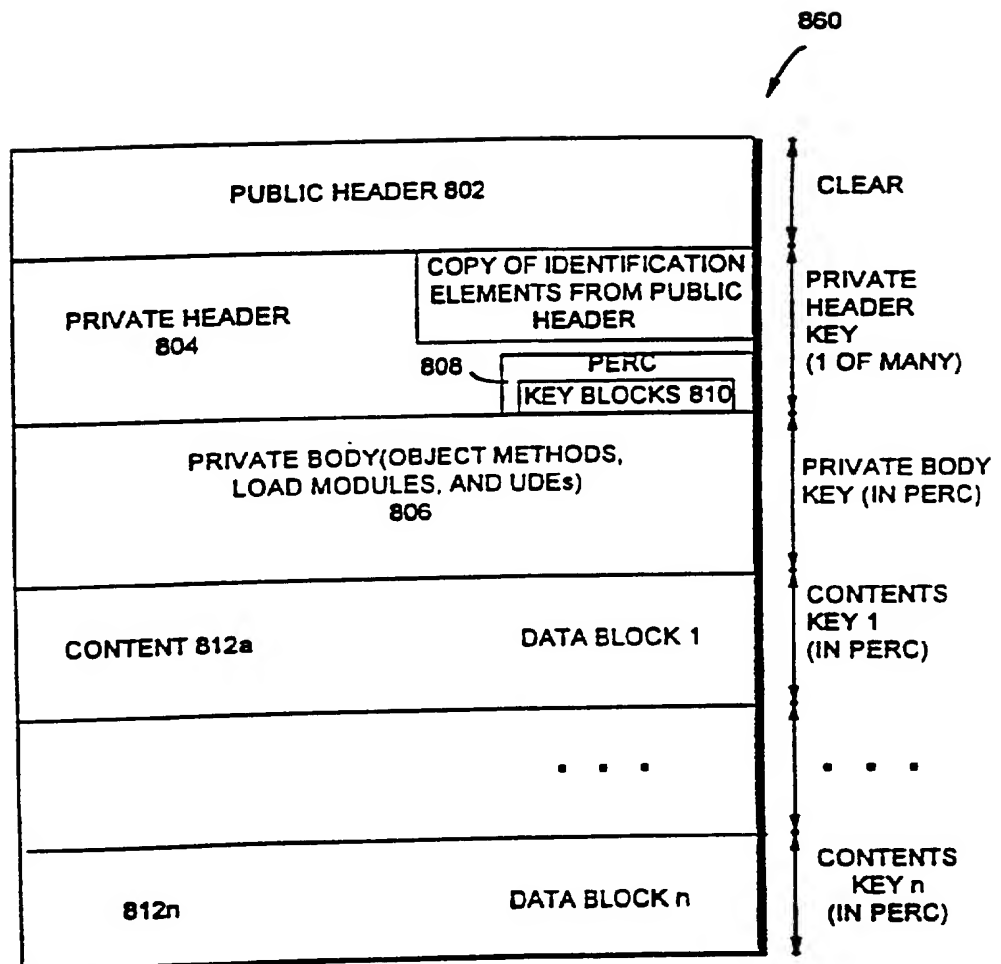 860
PUBLIC HEADER 802
CLEAR
COPY OF IDENTIFICATION
ELEMENTS FROM PUBLIC
HEADER
PRIVATE HEADER
804
808
PERC
KEY BLOCKS 810
PRIVATE
HEADER
KEY
(1 OF MANY)
PRIVATE BODY(OBJECT METHODS,
LOAD MODULES, AND UDEs)
806
PRIVATE BODY
KEY (IN PERC)
CONTENT 812a
DATA BLOCK 1
CONTENTS
KEY 1
(IN PERC)
. . .
. . .
812n
DATA BLOCK n
CONTENTS
KEY n
(IN PERC)